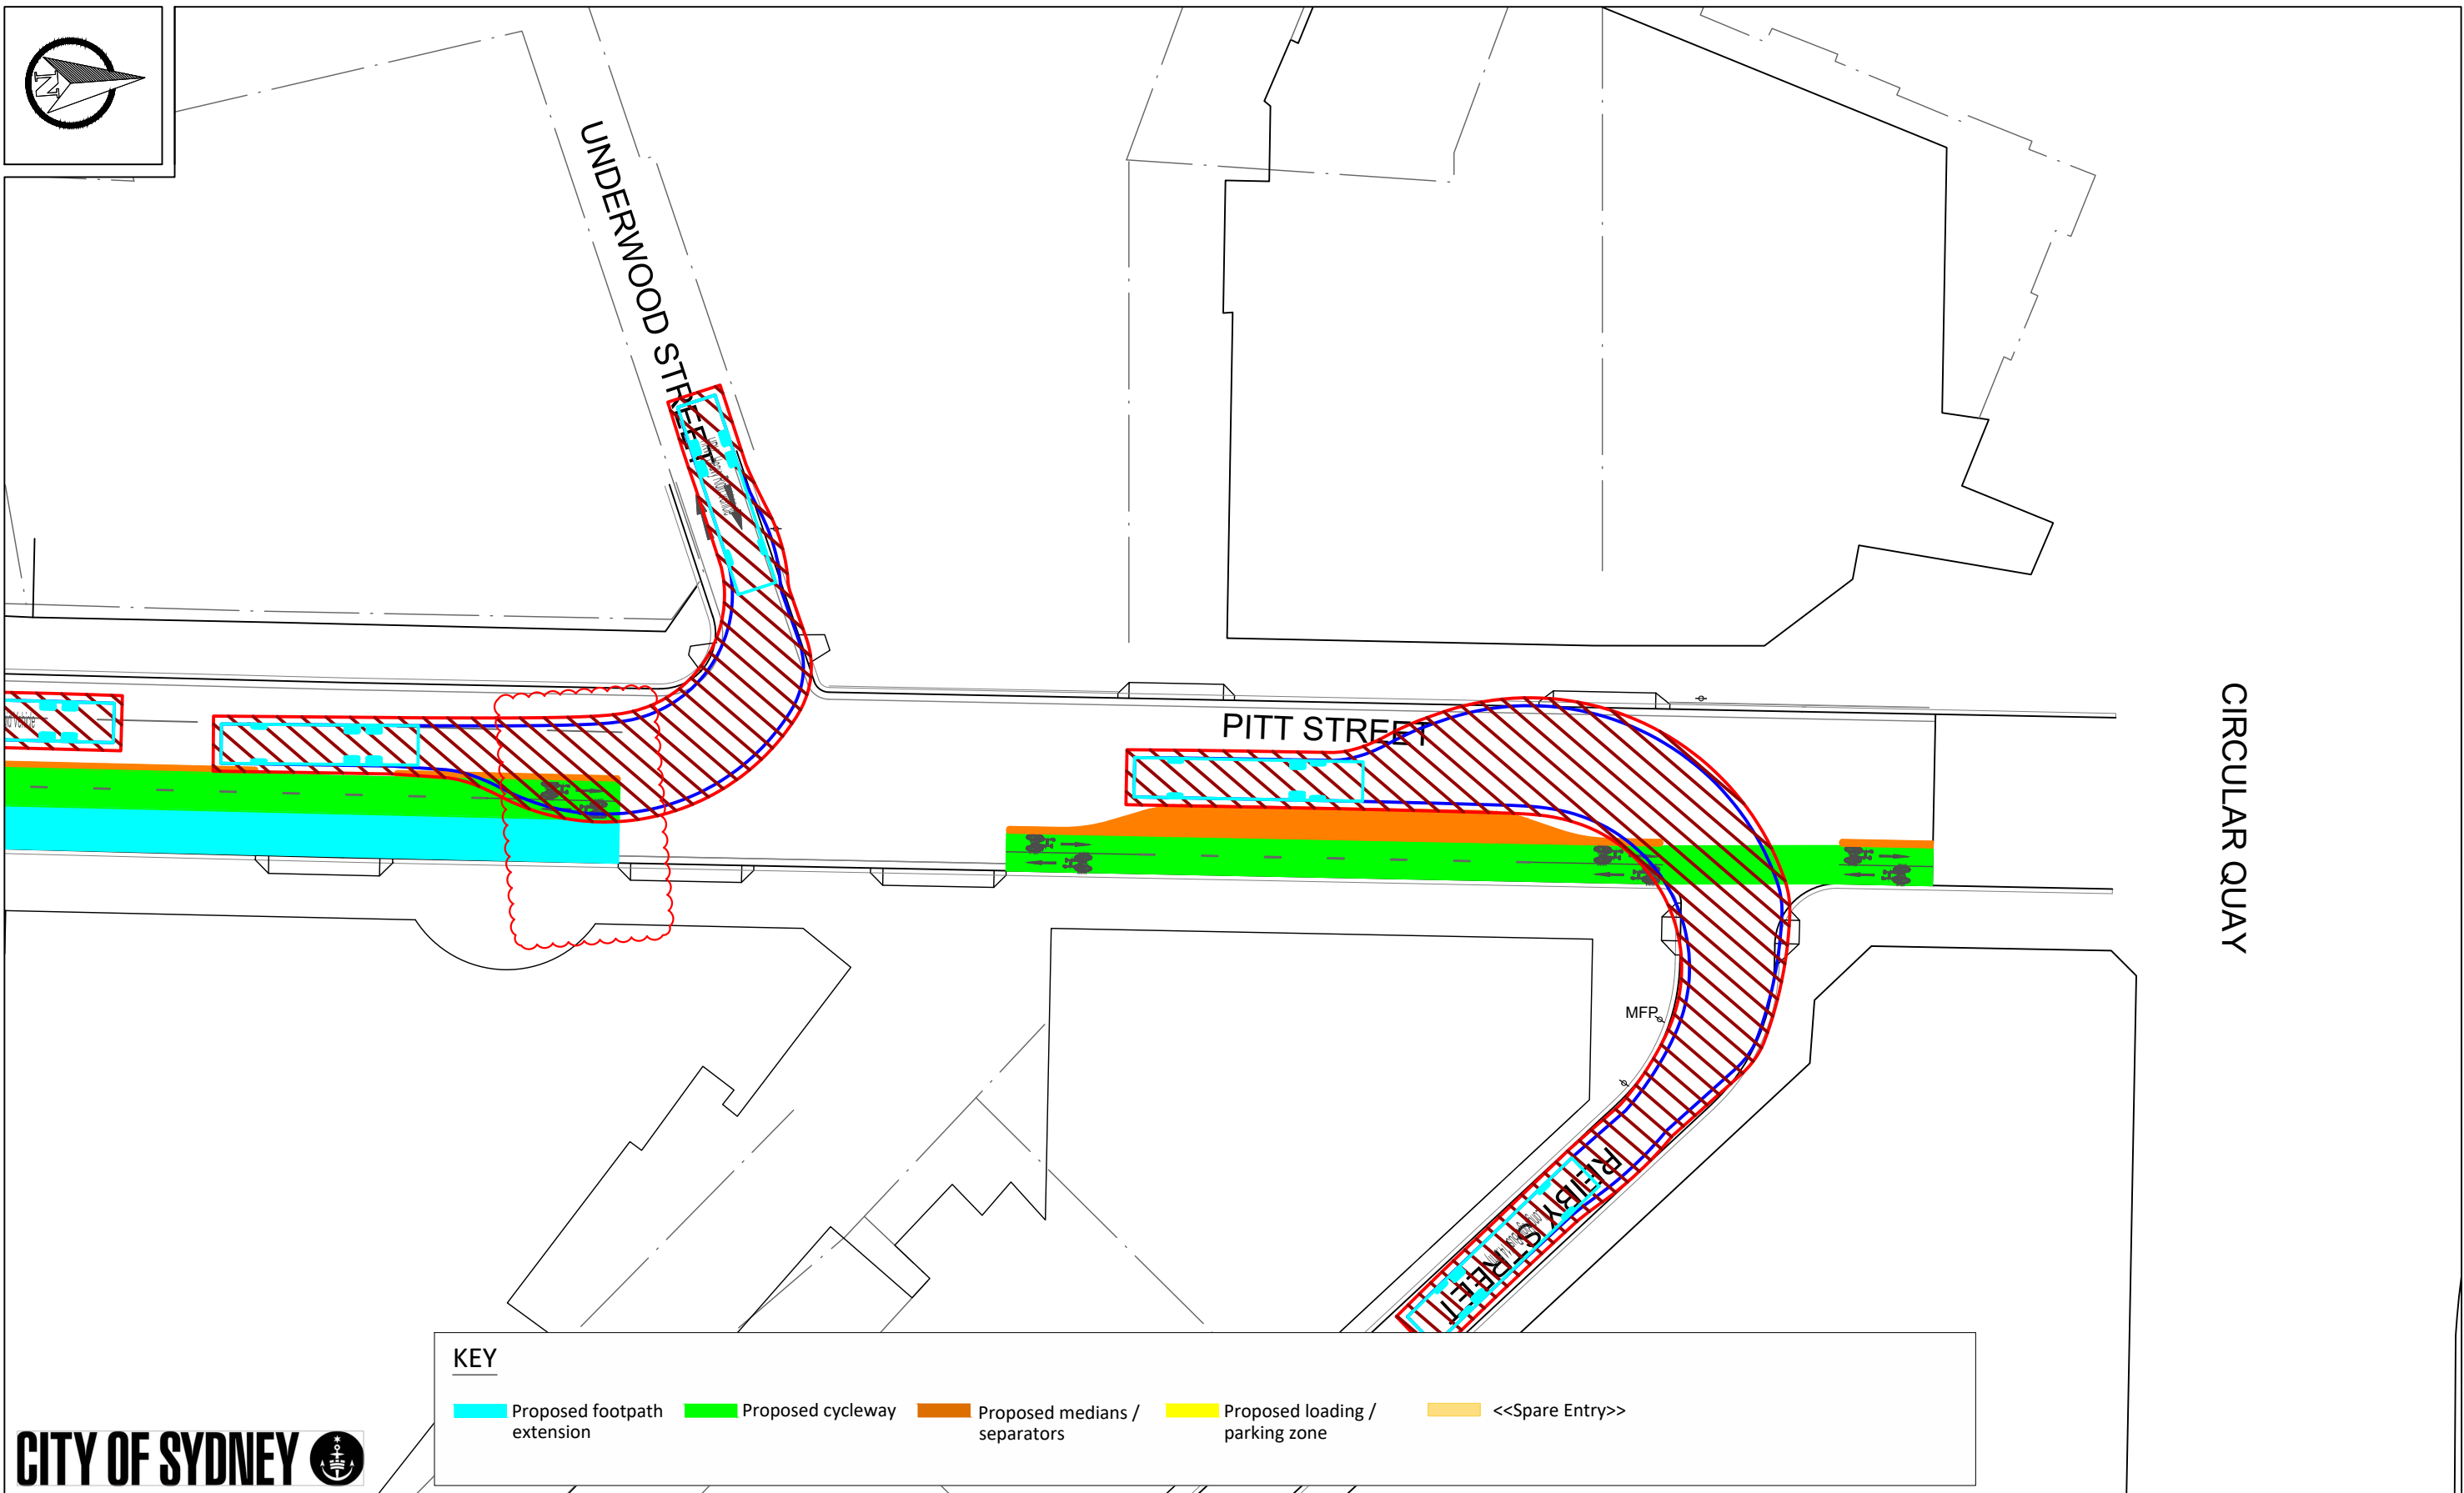 N
UNDERWOOD STREET
PITT STREET
CIRCULAR QUAY
MFP
REIBY STREET
KEY
Proposed footpath
extension
Proposed cycleway
Proposed medians /
separators
Proposed loading /
parking zone
<<Spare Entry>>
CITY OF SYDNEY